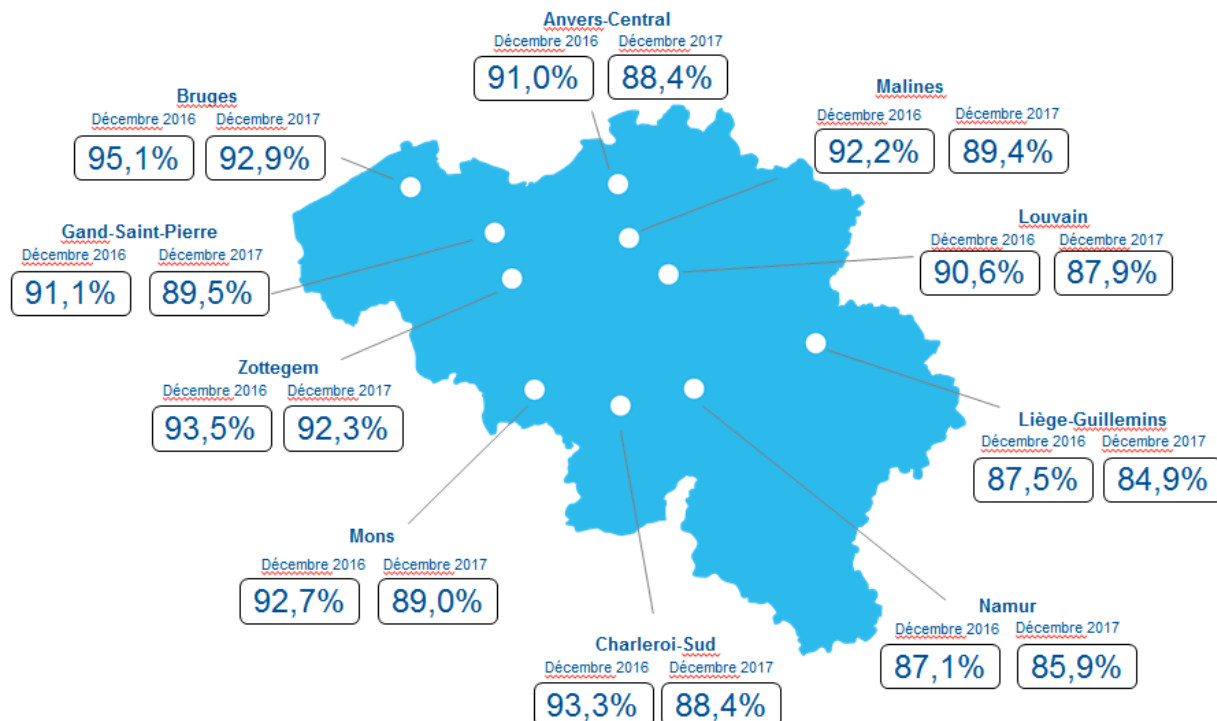 Anvers-Central
Décembre 2016 Décembre 2017
91,0% 88,4%
Bruges
Décembre 2016 Décembre 2017
95,1% 92,9%
Malines
Décembre 2016 Décembre 2017
92,2% 89,4%
Gand-Saint-Pierre
Décembre 2016 Décembre 2017
91,1% 89,5%
Louvain
Décembre 2016 Décembre 2017
90,6% 87,9%
Zottegem
Décembre 2016 Décembre 2017
93,5% 92,3%
Liège-Guillemins
Décembre 2016 Décembre 2017
87,5% 84,9%
Mons
Décembre 2016 Décembre 2017
92,7% 89,0%
Namur
Décembre 2016 Décembre 2017
87,1% 85,9%
Charleroi-Sud
Décembre 2016 Décembre 2017
93,3% 88,4%